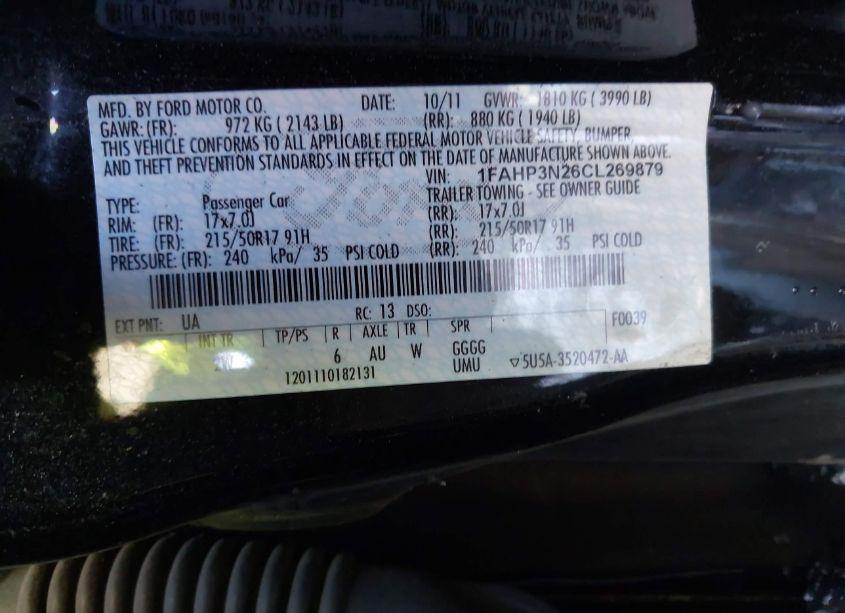 MFD. BY FORD MOTOR CO. DATE: 10/11 GVWR: 1810 KG ( 3990 LB)
GAWR: (FR): 972 KG ( 2143 LB) (RR): 880 KG ( 1940 LB)
THIS VEHICLE CONFORMS TO ALL APPLICABLE FEDERAL MOTOR VEHICLE SAFETY, BUMPER,
AND THEFT PREVENTION STANDARDS IN EFFECT ON THE DATE OF MANUFACTURE SHOWN ABOVE.
VIN: 1FAHP3N26CL269879
TYPE: Passenger Car TRAILER TOWING - SEE OWNER GUIDE
RIM: (FR): 17x7.0J (RR): 17x7.0J
TIRE: (FR): 215/50R17 91H (RR): 215/50R17 91H
PRESSURE: (FR): 240 kPa/ 35 PSI COLD (RR): 240 kPa/ 35 PSI COLD
EXT PNT: UA RC: 13 DSO: F0039
INT TR TP/PS R AXLE TR SPR
2W 6 AU W GGGG
UMU ▽5U5A-3520472-AA
1201110182131